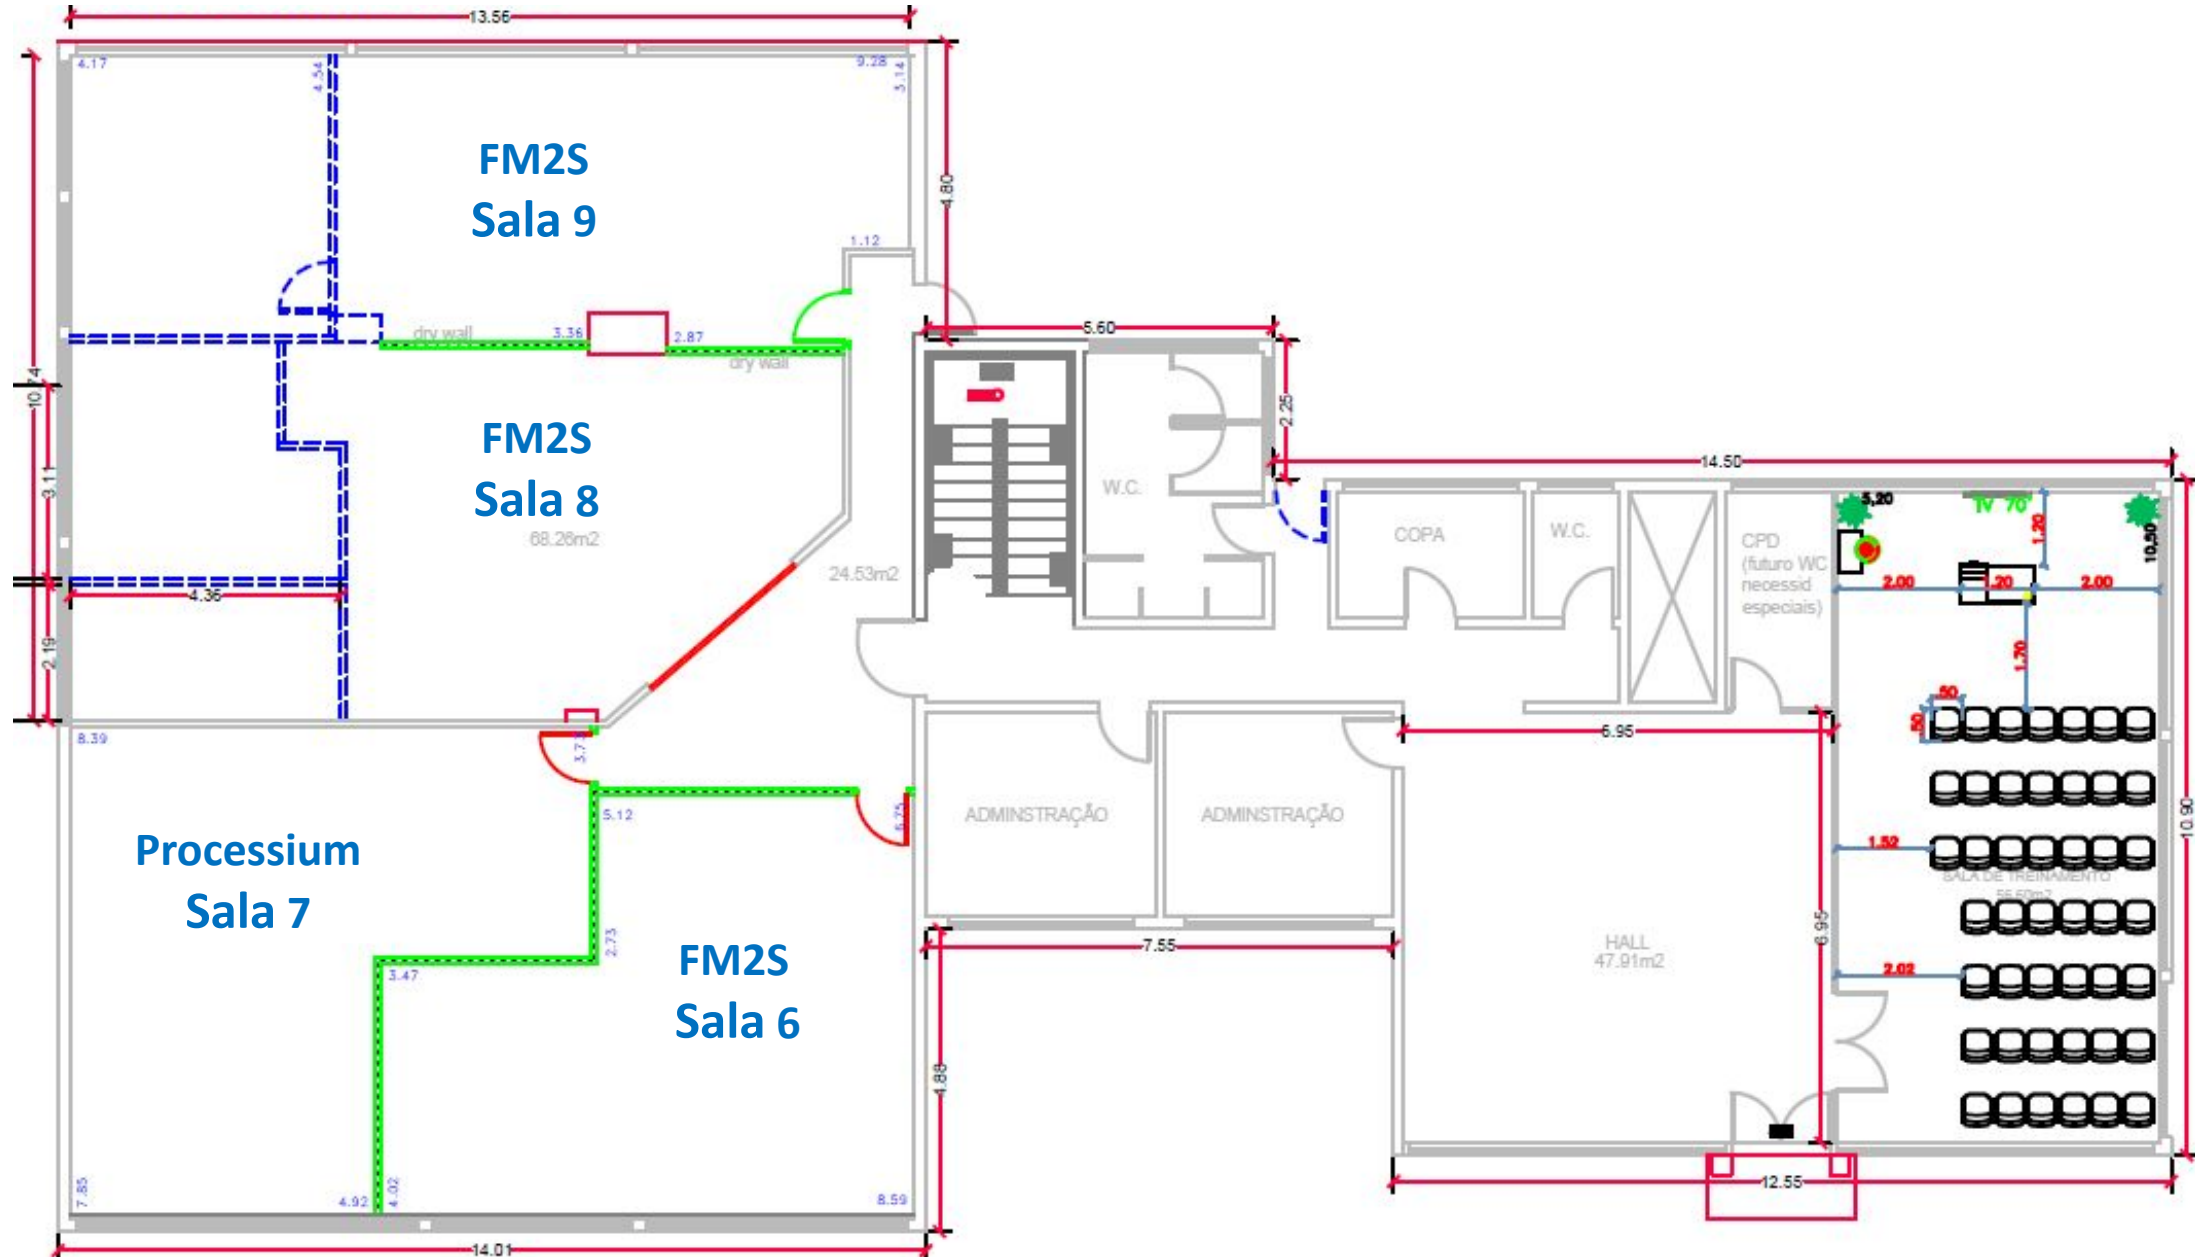 13.56
4.17
4.54
9.28
3.14
FM2S
Sala 9
4.80
1.12
5.60
dry wall
3.36
2.87
dry wall
10.74
2.25
FM2S
Sala 8
68.26m2
3.11
W.C.
14.50
5,20
TV 70'
1.20
10,50
COPA
W.C.
CPD
(futuro WC
necessid
especiais)
24.53m2
2.00
1.20
2.00
4.36
2.19
1.70
.50
.50
8.39
6.95
5.12
5.75
ADMINSTRAÇÃO
ADMINSTRAÇÃO
10.90
Processium
Sala 7
1.52
SALA DE TREINAMENTO
2.73
6.95
FM2S
Sala 6
3.47
7.55
HALL
47.91m2
2.02
4.88
7.85
4.92
4.02
8.59
12.55
14.01